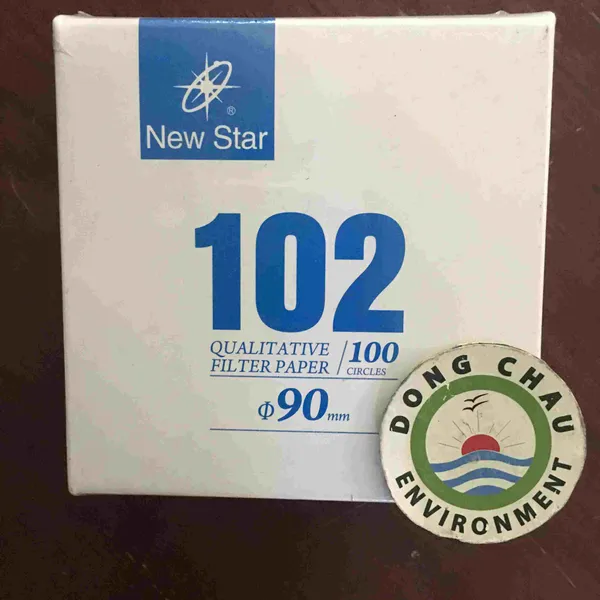 ®
New Star
102
QUALITATIVE
FILTER PAPER
/100
CIRCLES
Φ90mm
DONG CHAU
ENVIRONMENT